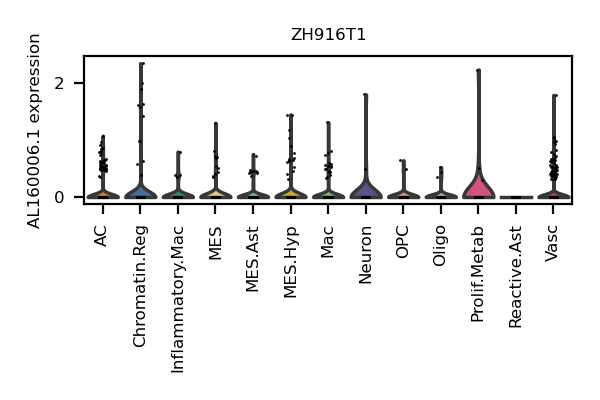 ZH916T1
AL160006.1 expression
2
0
AC
Chromatin.Reg
Inflammatory.Mac
MES
MES.Ast
MES.Hyp
Mac
Neuron
OPC
Oligo
Prolif.Metab
Reactive.Ast
Vasc